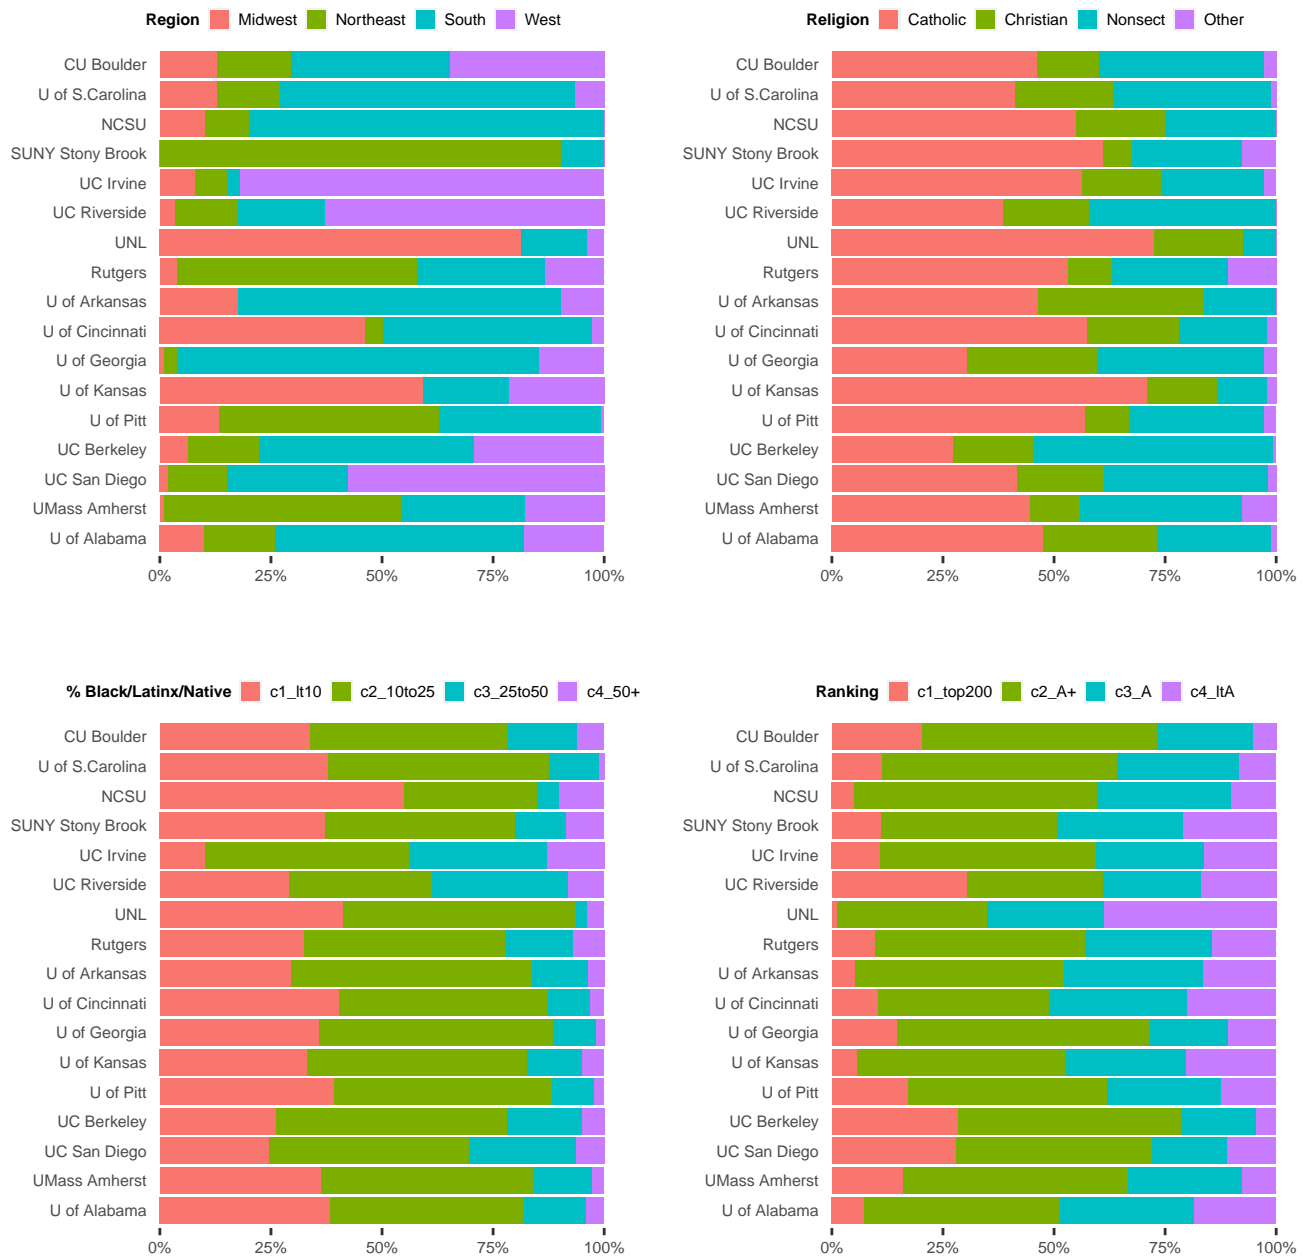 Region Midwest Northeast South West
CU Boulder
U of S.Carolina
NCSU
SUNY Stony Brook
UC Irvine
UC Riverside
UNL
Rutgers
U of Arkansas
U of Cincinnati
U of Georgia
U of Kansas
U of Pitt
UC Berkeley
UC San Diego
UMass Amherst
U of Alabama
0% 25% 50% 75% 100%
Religion Catholic Christian Nonsect Other
CU Boulder
U of S.Carolina
NCSU
SUNY Stony Brook
UC Irvine
UC Riverside
UNL
Rutgers
U of Arkansas
U of Cincinnati
U of Georgia
U of Kansas
U of Pitt
UC Berkeley
UC San Diego
UMass Amherst
U of Alabama
0% 25% 50% 75% 100%
% Black/Latinx/Native c1_lt10 c2_10to25 c3_25to50 c4_50+
CU Boulder
U of S.Carolina
NCSU
SUNY Stony Brook
UC Irvine
UC Riverside
UNL
Rutgers
U of Arkansas
U of Cincinnati
U of Georgia
U of Kansas
U of Pitt
UC Berkeley
UC San Diego
UMass Amherst
U of Alabama
0% 25% 50% 75% 100%
Ranking c1_top200 c2_A+ c3_A c4_ltA
CU Boulder
U of S.Carolina
NCSU
SUNY Stony Brook
UC Irvine
UC Riverside
UNL
Rutgers
U of Arkansas
U of Cincinnati
U of Georgia
U of Kansas
U of Pitt
UC Berkeley
UC San Diego
UMass Amherst
U of Alabama
0% 25% 50% 75% 100%